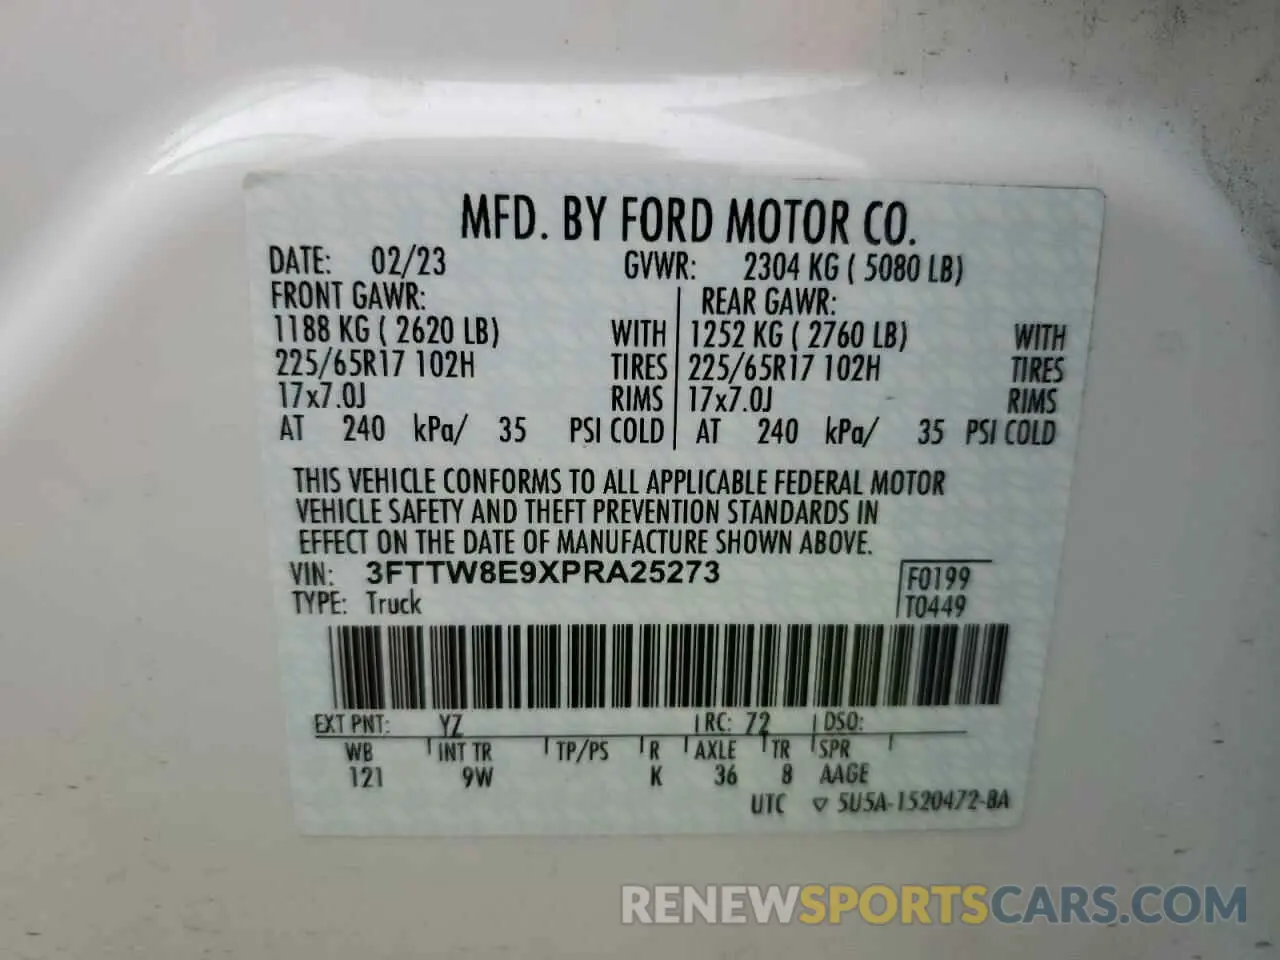 MFD. BY FORD MOTOR CO.
DATE: 02/23 GVWR: 2304 KG ( 5080 LB)
FRONT GAWR: REAR GAWR:
1188 KG ( 2620 LB) WITH 1252 KG ( 2760 LB) WITH
225/65R17 102H TIRES 225/65R17 102H TIRES
17x7.0J RIMS 17x7.0J RIMS
AT 240 kPa/ 35 PSI COLD AT 240 kPa/ 35 PSI COLD
THIS VEHICLE CONFORMS TO ALL APPLICABLE FEDERAL MOTOR
VEHICLE SAFETY AND THEFT PREVENTION STANDARDS IN
EFFECT ON THE DATE OF MANUFACTURE SHOWN ABOVE.
VIN: 3FTTW8E9XPRA25273 F0199
TYPE: Truck T0449
EXT PNT: YZ RC: 72 DSO:
WB INT TR TP/PS R AXLE TR SPR
121 9W K 36 8 AAGE
UTC ▽ 5U5A-1520472-BA
RENEWSPORTSCARS.COM